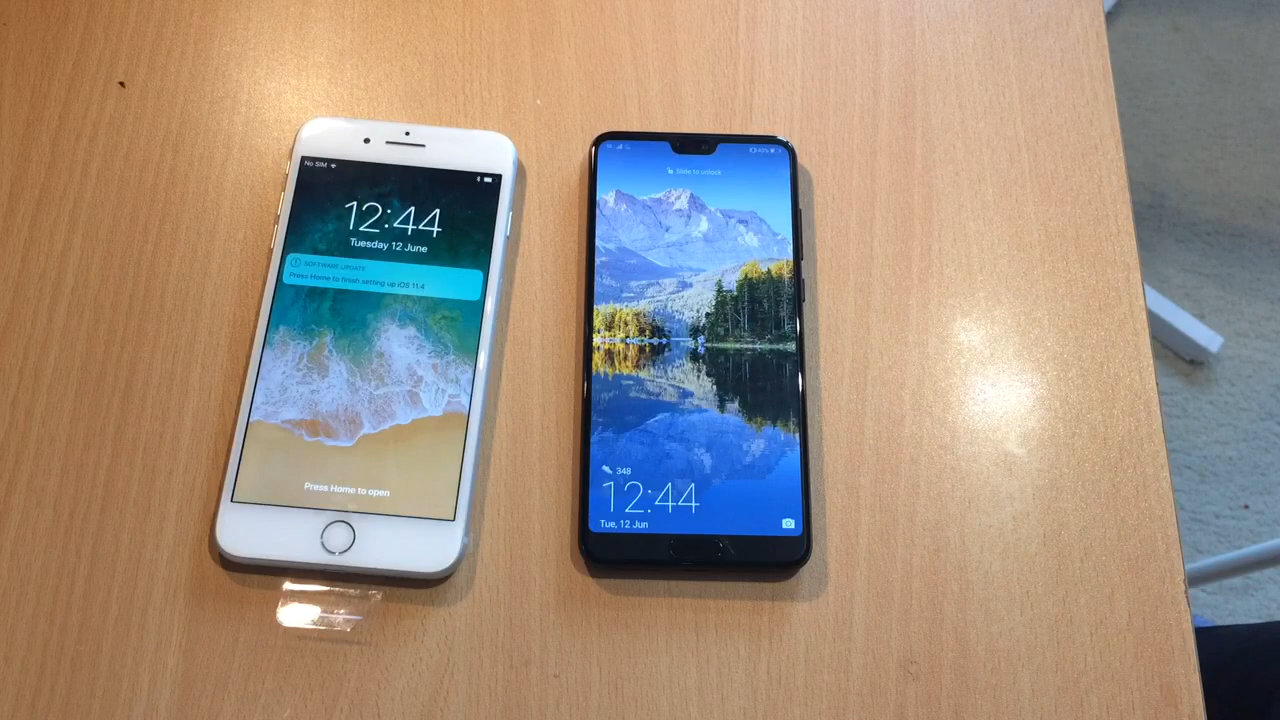 No SIM
12:44
Tuesday 12 June
SOFTWARE UPDATE
Press Home to finish setting up iOS 11.4
Press Home to open
40%
Slide to unlock
348
12:44
Tue, 12 Jun